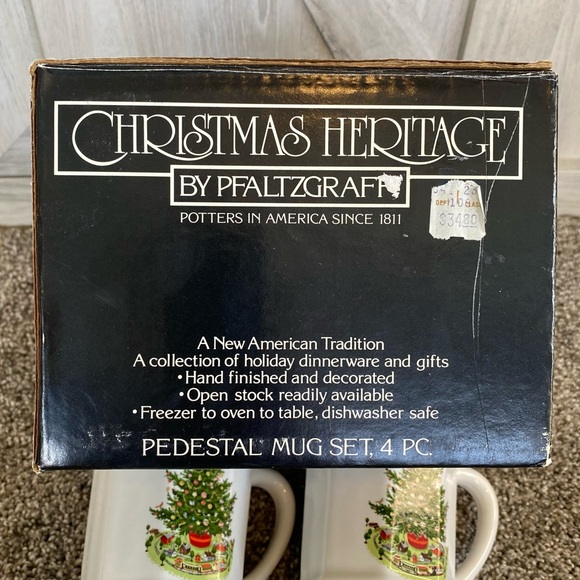 CHRISTMAS HERITAGE
BY PFALTZGRAFF
POTTERS IN AMERICA SINCE 1811
$34.80
A New American Tradition
A collection of holiday dinnerware and gifts
•Hand finished and decorated
•Open stock readily available
•Freezer to oven to table, dishwasher safe
PEDESTAL MUG SET, 4 PC.